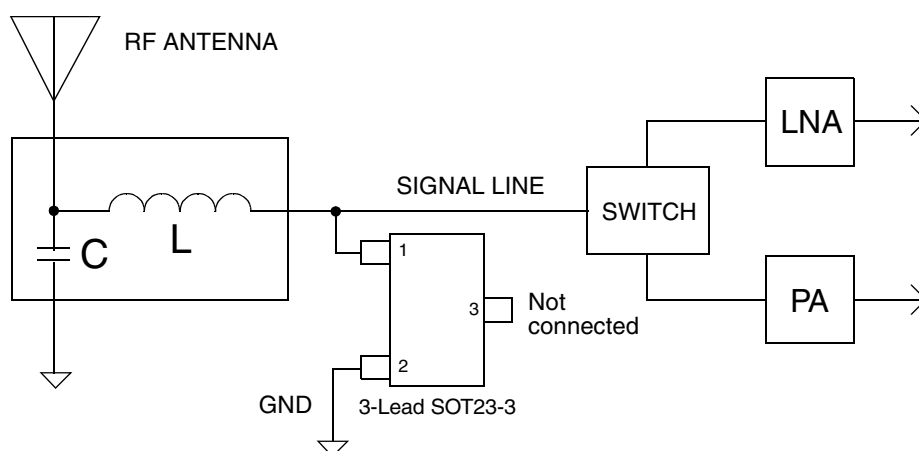 RF ANTENNA
LNA
SIGNAL LINE
SWITCH
C
L
1
3
Not
connected
PA
2
GND
3-Lead SOT23-3